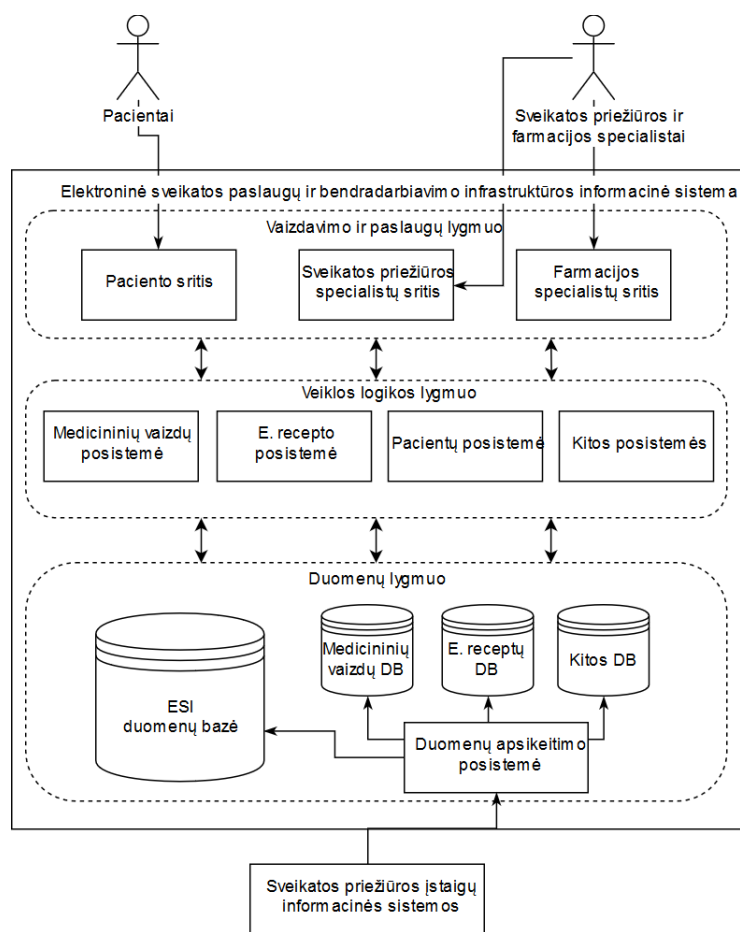 Pacientai
Sveikatos priežiūros ir
farmacijos specialistai
Elektroninė sveikatos paslaugų ir bendradarbiavimo infrastruktūros informacinė sistema
Vaizdavimo ir paslaugų lygmuo
Paciento sritis
Sveikatos priežiūros
specialistų sritis
Farmacijos
specialistų sritis
Veiklos logikos lygmuo
Medicininių vaizdų
posistemė
E. recepto
posistemė
Pacientų posistemė
Kitos posistemės
Duomenų lygmuo
ESI
duomenų bazė
Medicininių
vaizdų DB
E. receptų
DB
Kitos DB
Duomenų apsikeitimo
posistemė
Sveikatos priežiūros įstaigų
informacinės sistemos